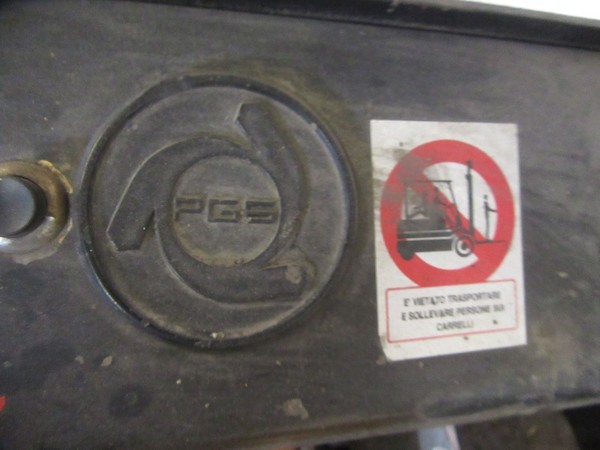 PGS
E' VIETATO TRASPORTARE
E SOLLEVARE PERSONE SUI
CARRELLI